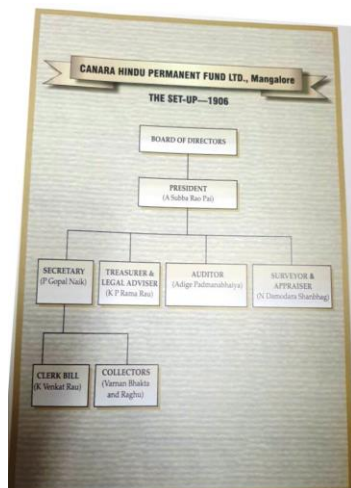 CANARA HINDU PERMANENT FUND LTD., Mangalore
THE SET-UP—1906
BOARD OF DIRECTORS
PRESIDENT
(A Subba Rao Pai)
SECRETARY
(P Gopal Naik)
TREASURER &
LEGAL ADVISER
(K P Rama Rau)
AUDITOR
(Adige Padmanabhaiya)
SURVEYOR &
APPRAISER
(N Damodara Shanbhag)
CLERK BILL
(K Venkat Rau)
COLLECTORS
(Vaman Bhakta
and Raghu)